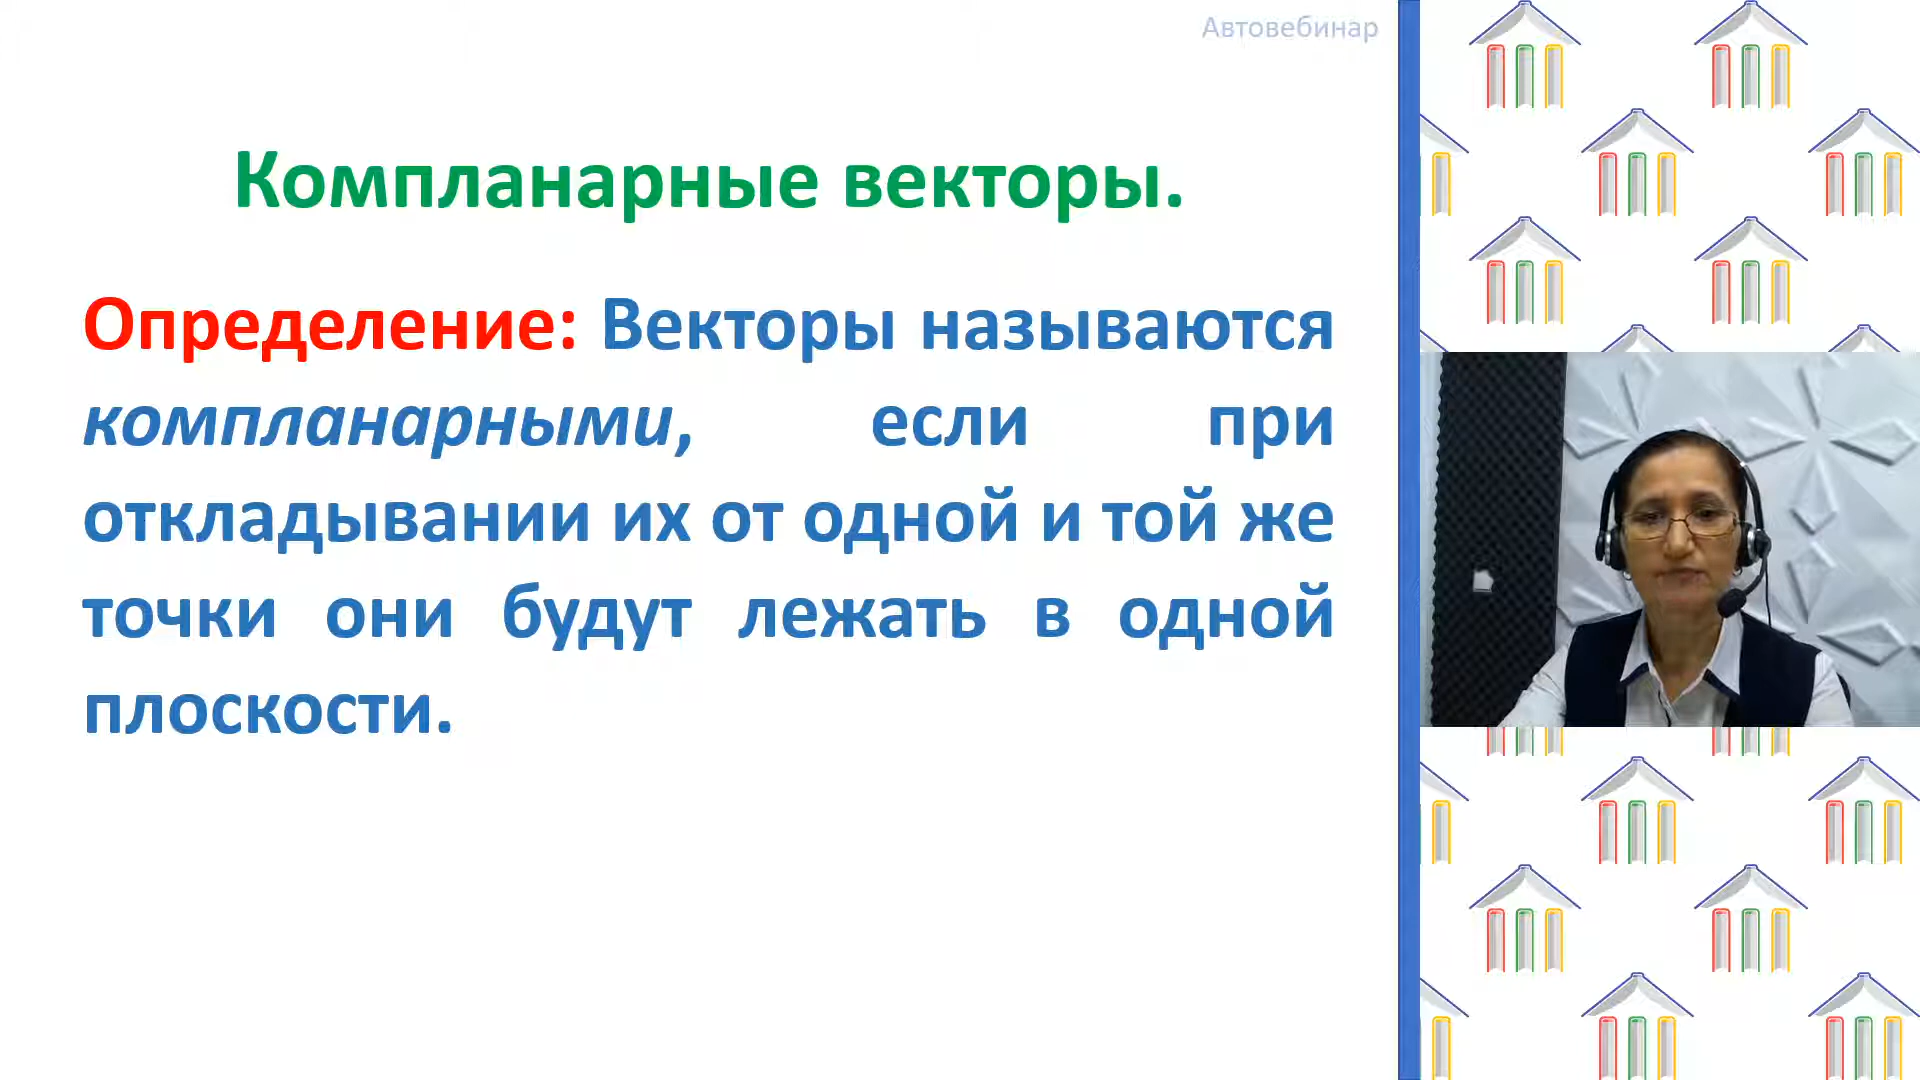 Автовебинар
Компланарные векторы.
Определение: Векторы называются
компланарными, если при
откладывании их от одной и той же
точки они будут лежать в одной
плоскости.